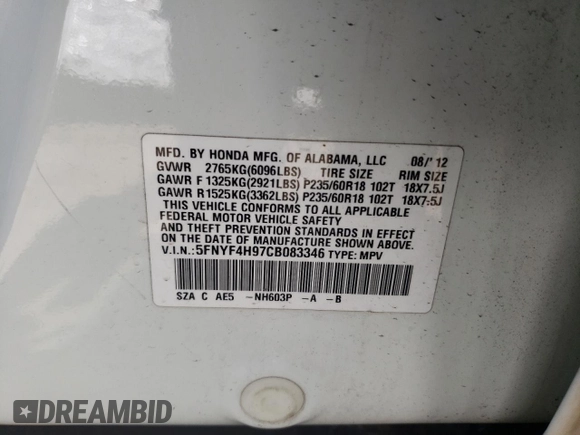 MFD. BY HONDA MFG. OF ALABAMA, LLC 08/'12
GVWR 2765KG(6096LBS) TIRE SIZE RIM SIZE
GAWR F 1325KG(2921LBS) P235/60R18 102T 18X7.5J
GAWR R1525KG(3362LBS) P235/60R18 102T 18X7.5J
THIS VEHICLE CONFORMS TO ALL APPLICABLE
FEDERAL MOTOR VEHICLE SAFETY
AND THEFT PREVENTION STANDARDS IN EFFECT
ON THE DATE OF MANUFACTURE SHOWN ABOVE.
V.I.N.:5FNYF4H97CB083346 TYPE: MPV
SZA C AE5 -NH603P -A -B
DREAMBID